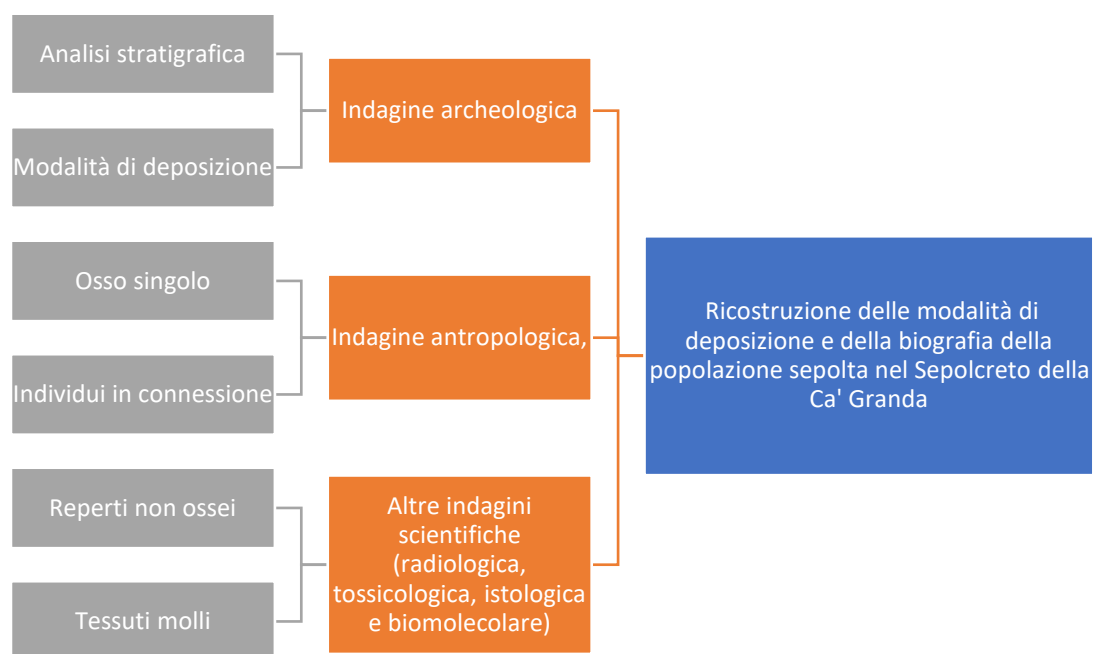 Analisi stratigrafica
Modalità di deposizione
Indagine archeologica
Osso singolo
Individui in connessione
Indagine antropologica,
Reperti non ossei
Tessuti molli
Altre indagini
scientifiche
(radiologica,
tossicologica, istologica
e biomolecolare)
Ricostruzione delle modalità di
deposizione e della biografia della
popolazione sepolta nel Sepolcreto della
Ca' Granda